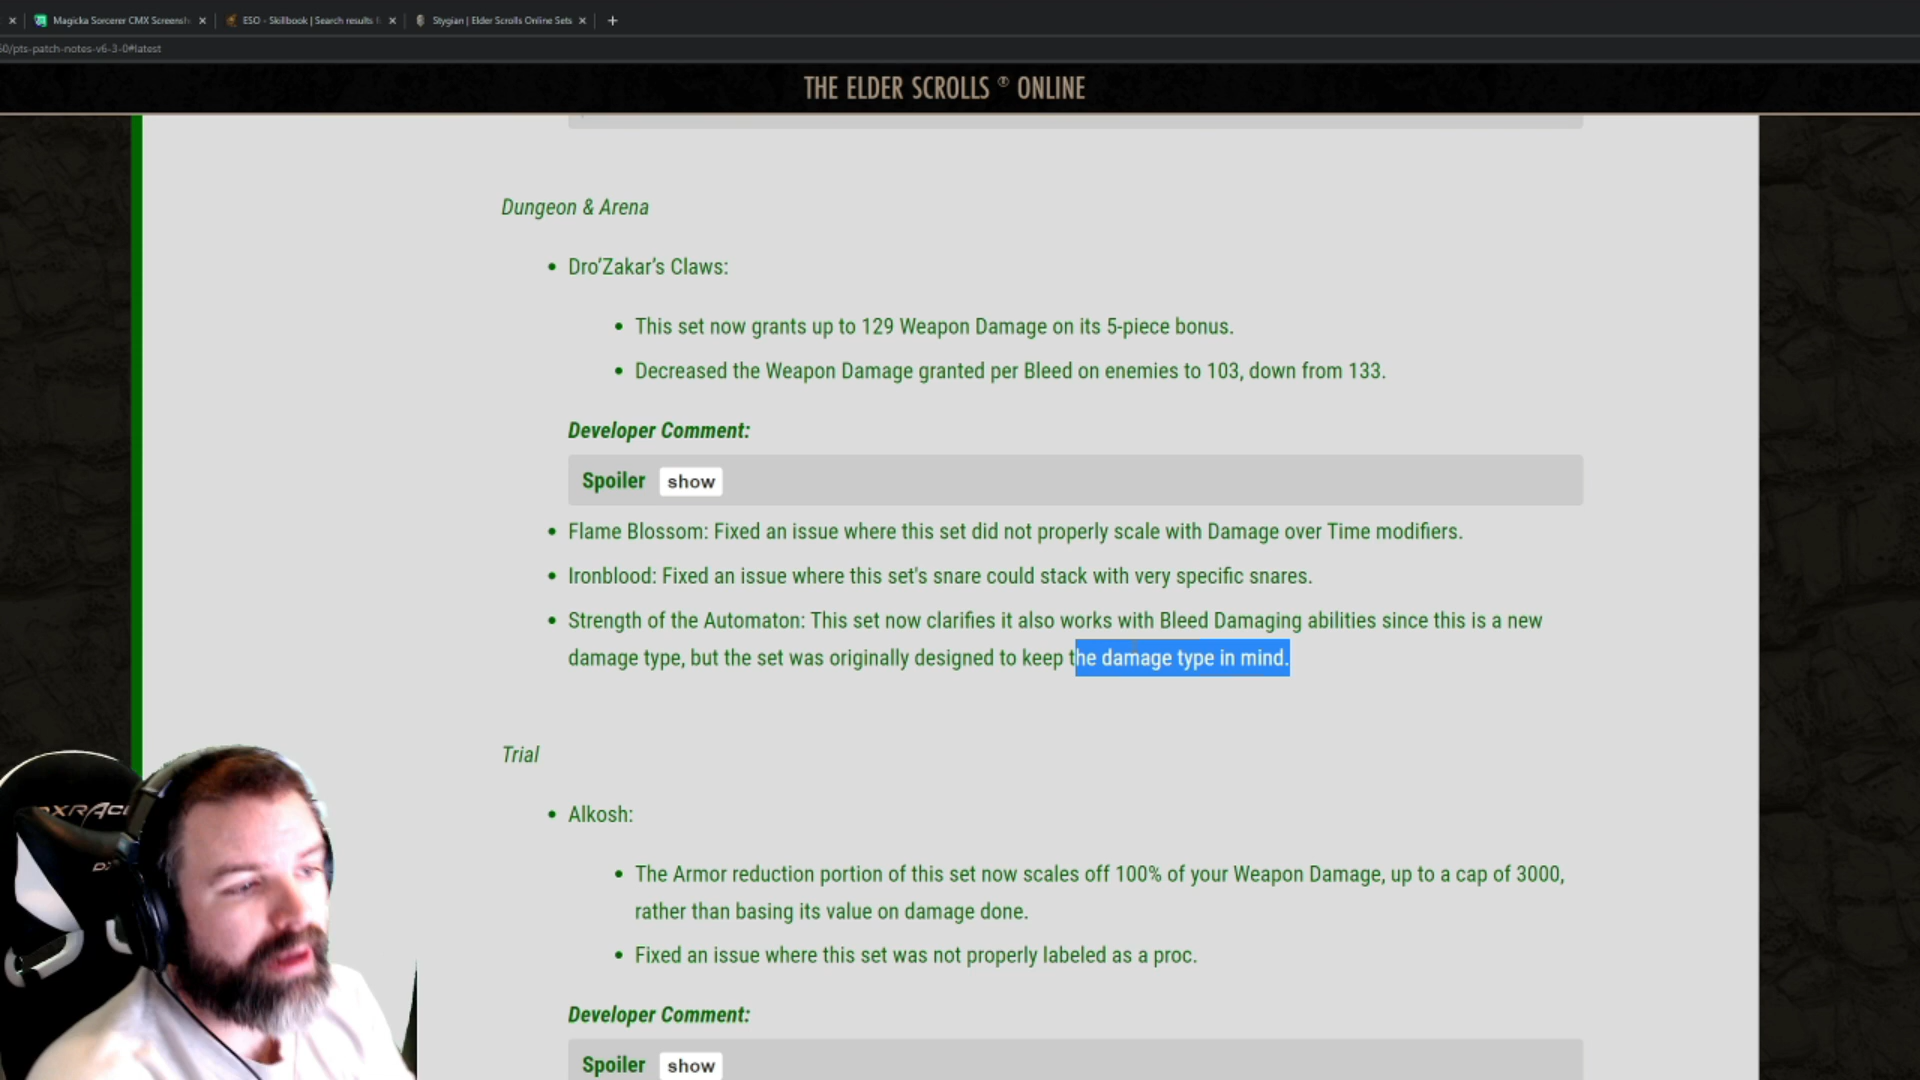 Magicka Sorcerer CMX Screensh
ESO - Skillbook | Search results
Stygian | Elder Scrolls Online Sets
/pts-patch-notes-v6-3-0#latest
THE ELDER SCROLLS ® ONLINE
Dungeon & Arena
• Dro'Zakar's Claws:
• This set now grants up to 129 Weapon Damage on its 5-piece bonus.
• Decreased the Weapon Damage granted per Bleed on enemies to 103, down from 133.
Developer Comment:
Spoiler show
• Flame Blossom: Fixed an issue where this set did not properly scale with Damage over Time modifiers.
• Ironblood: Fixed an issue where this set's snare could stack with very specific snares.
• Strength of the Automaton: This set now clarifies it also works with Bleed Damaging abilities since this is a new
damage type, but the set was originally designed to keep the damage type in mind.
Trial
• Alkosh:
• The Armor reduction portion of this set now scales off 100% of your Weapon Damage, up to a cap of 3000,
rather than basing its value on damage done.
• Fixed an issue where this set was not properly labeled as a proc.
Developer Comment:
Spoiler show